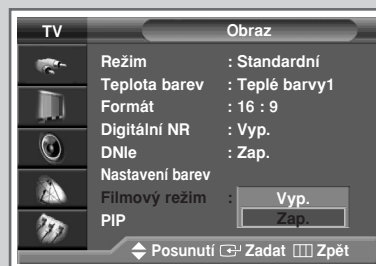 TV Obraz
Režim : Standardní
Teplota barev : Teplé barvy1
Formát : 16 : 9
Digitální NR : Vyp.
DNIe : Zap.
Nastavení barev
Filmový režim : Vyp.
PIP Zap.
Posunutí Zadat Zpět